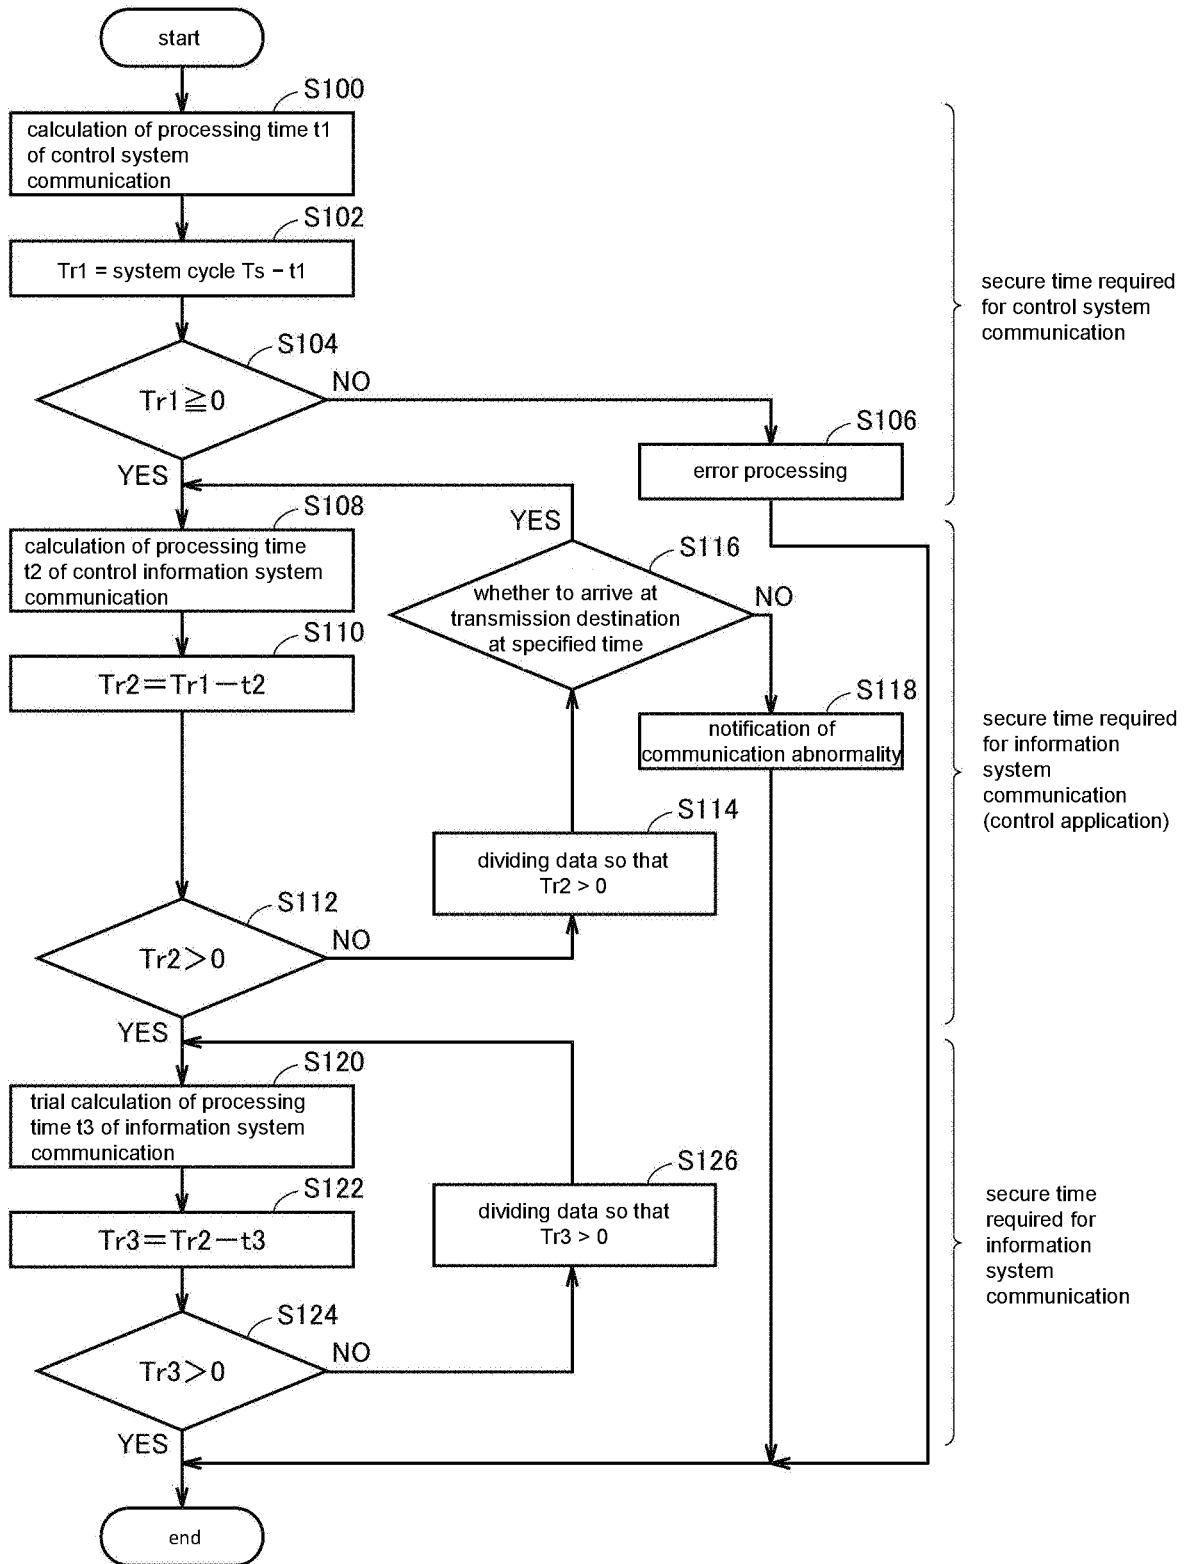 start
S100
calculation of processing time t1
of control system
communication
S102
Tr1 = system cycle Ts – t1
secure time required
for control system
communication
S104
Tr1≧0
NO
YES
S106
error processing
S108
calculation of processing time
t2 of control information system
communication
YES
S116
whether to arrive at
transmission destination
at specified time
NO
S110
Tr2=Tr1−t2
S118
notification of
communication abnormality
secure time required
for information
system
communication
(control application)
S114
dividing data so that
Tr2 > 0
S112
Tr2>0
NO
YES
S120
trial calculation of processing
time t3 of information system
communication
S122
Tr3=Tr2−t3
S126
dividing data so that
Tr3 > 0
secure time
required for
information
system
communication
S124
Tr3>0
NO
YES
end